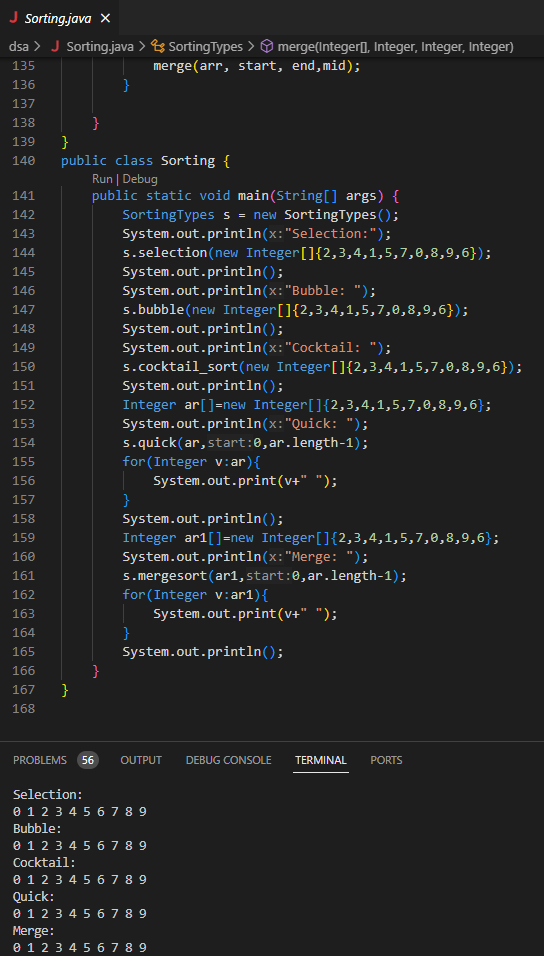 Sorting.java ×
dsa > Sorting.java > SortingTypes > merge(Integer[], Integer, Integer, Integer)
135 merge(arr, start, end,mid);
136 }
137
138 }
139 }
140 public class Sorting {
Run | Debug
141 public static void main(String[] args) {
142 SortingTypes s = new SortingTypes();
143 System.out.println(x:"Selection:");
144 s.selection(new Integer[]{2,3,4,1,5,7,0,8,9,6});
145 System.out.println();
146 System.out.println(x:"Bubble: ");
147 s.bubble(new Integer[]{2,3,4,1,5,7,0,8,9,6});
148 System.out.println();
149 System.out.println(x:"Cocktail: ");
150 s.cocktail_sort(new Integer[]{2,3,4,1,5,7,0,8,9,6});
151 System.out.println();
152 Integer ar[]=new Integer[]{2,3,4,1,5,7,0,8,9,6};
153 System.out.println(x:"Quick: ");
154 s.quick(ar,start:0,ar.length-1);
155 for(Integer v:ar){
156 System.out.print(v+" ");
157 }
158 System.out.println();
159 Integer ar1[]=new Integer[]{2,3,4,1,5,7,0,8,9,6};
160 System.out.println(x:"Merge: ");
161 s.mergesort(ar1,start:0,ar.length-1);
162 for(Integer v:ar1){
163 System.out.print(v+" ");
164 }
165 System.out.println();
166 }
167 }
168
PROBLEMS 56 OUTPUT DEBUG CONSOLE TERMINAL PORTS
Selection:
0 1 2 3 4 5 6 7 8 9
Bubble:
0 1 2 3 4 5 6 7 8 9
Cocktail:
0 1 2 3 4 5 6 7 8 9
Quick:
0 1 2 3 4 5 6 7 8 9
Merge:
0 1 2 3 4 5 6 7 8 9